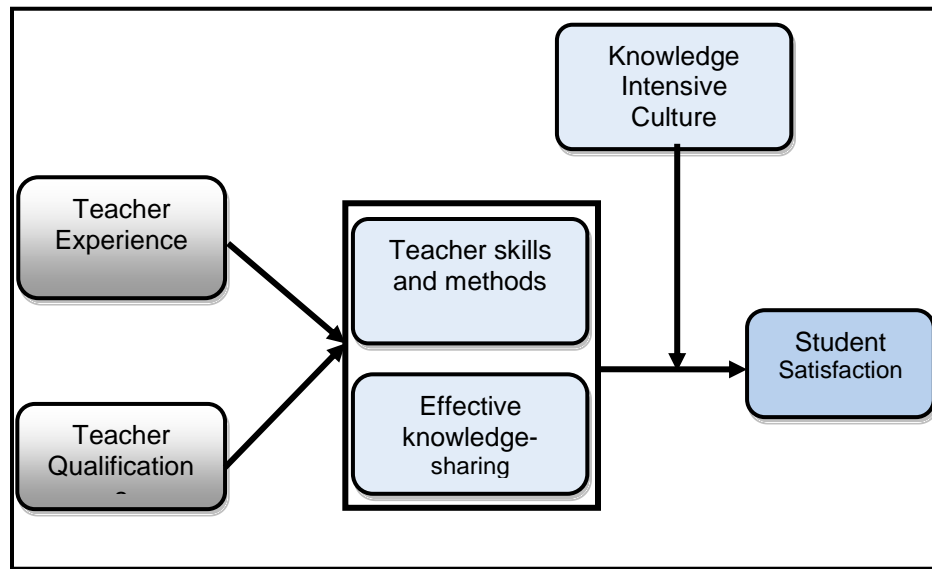 Knowledge
Intensive
Culture
Teacher
Experience
Teacher skills
and methods
Student
Satisfaction
Effective
knowledge-
sharing
Teacher
Qualification